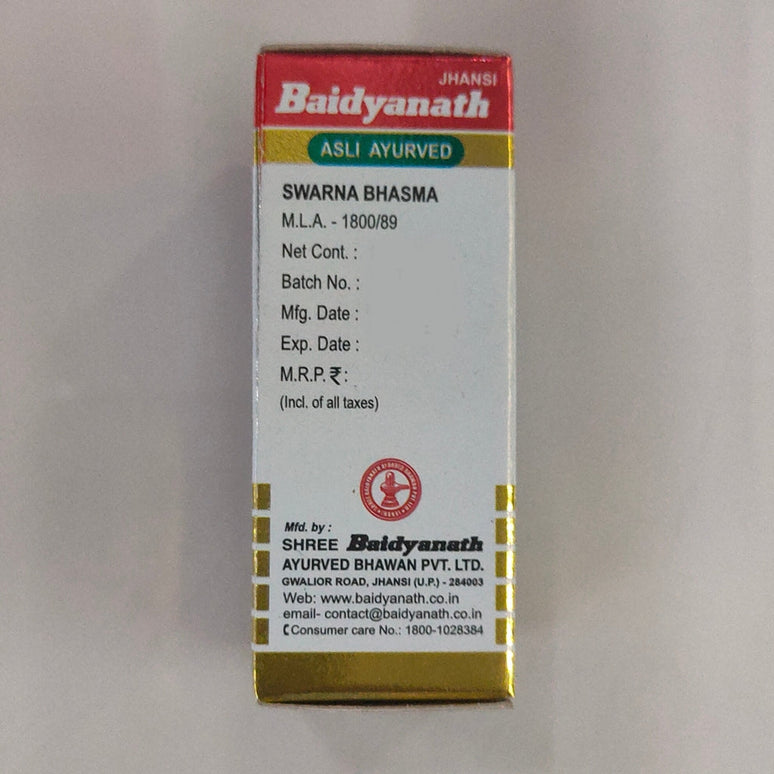 JHANSI
Baidyanath
ASLI AYURVED
SWARNA BHASMA
M.L.A. - 1800/89
Net Cont. :
Batch No. :
Mfg. Date :
Exp. Date :
M.R.P. ₹ :
(Incl. of all taxes)
Mfd. by :
SHREE Baidyanath
AYURVED BHAWAN PVT. LTD.
GWALIOR ROAD, JHANSI (U.P.) - 284003
Web: www.baidyanath.co.in
email- contact@baidyanath.co.in
Consumer care No.: 1800-1028384